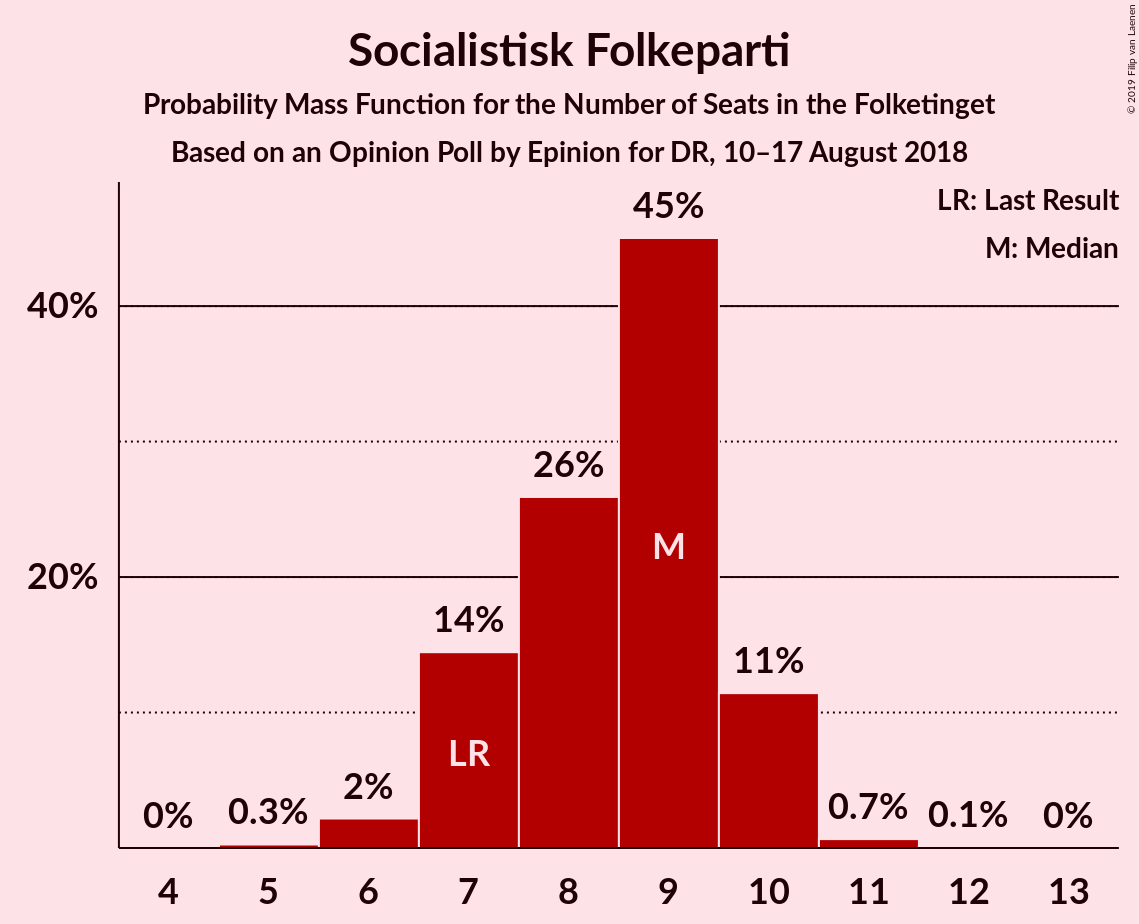 Socialistisk Folkeparti
Probability Mass Function for the Number of Seats in the Folketinget
Based on an Opinion Poll by Epinion for DR, 10–17 August 2018
© 2019 Filip van Laenen
LR: Last Result
M: Median
45%
40%
26%
M
20%
14%
11%
LR
2%
0% 0.3% 0.7% 0.1% 0%
4 5 6 7 8 9 10 11 12 13